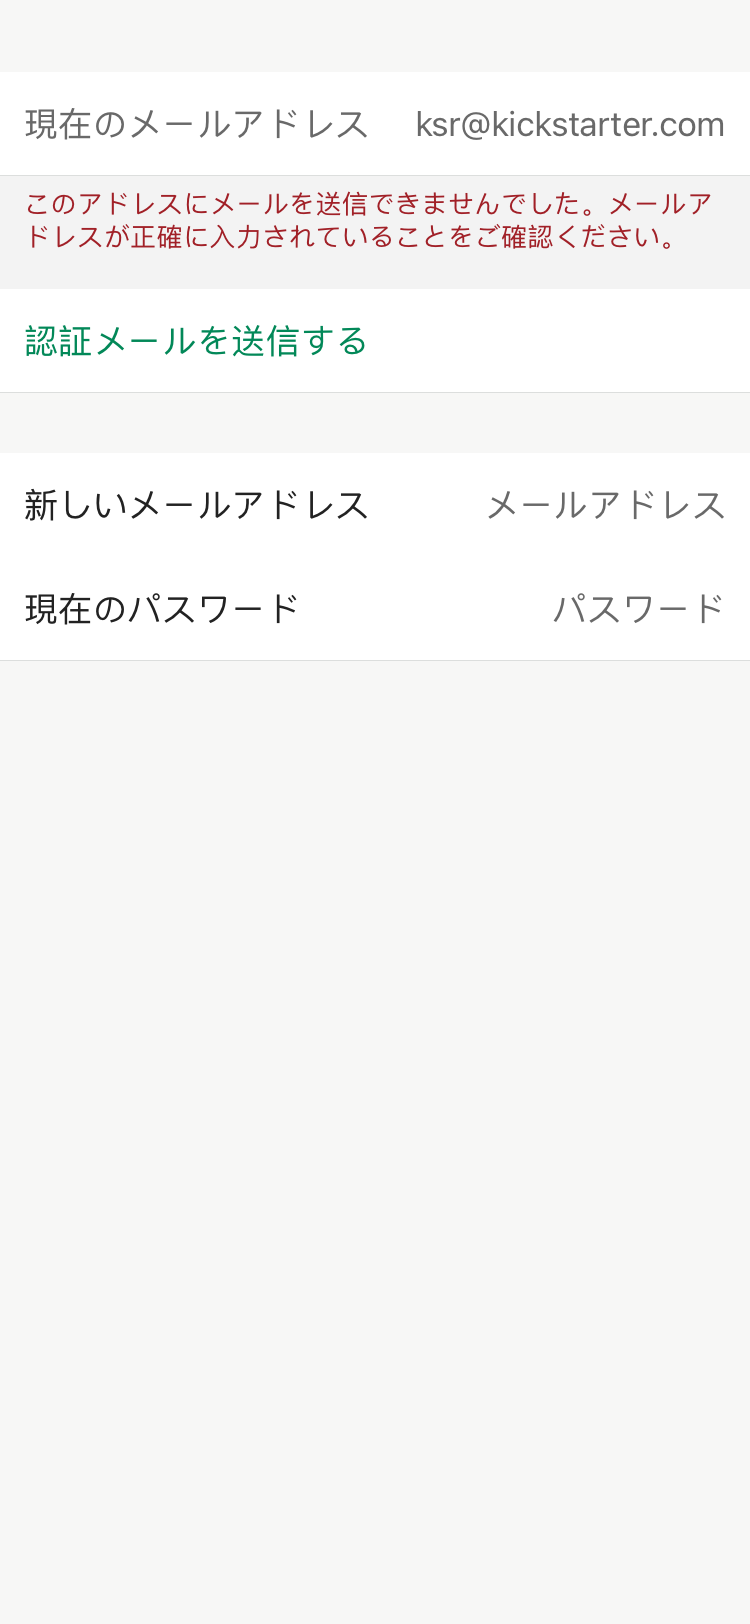 現在のメールアドレス ksr@kickstarter.com
このアドレスにメールを送信できませんでした。メールア
ドレスが正確に入力されていることをご確認ください。
認証メールを送信する
新しいメールアドレス メールアドレス
現在のパスワード パスワード